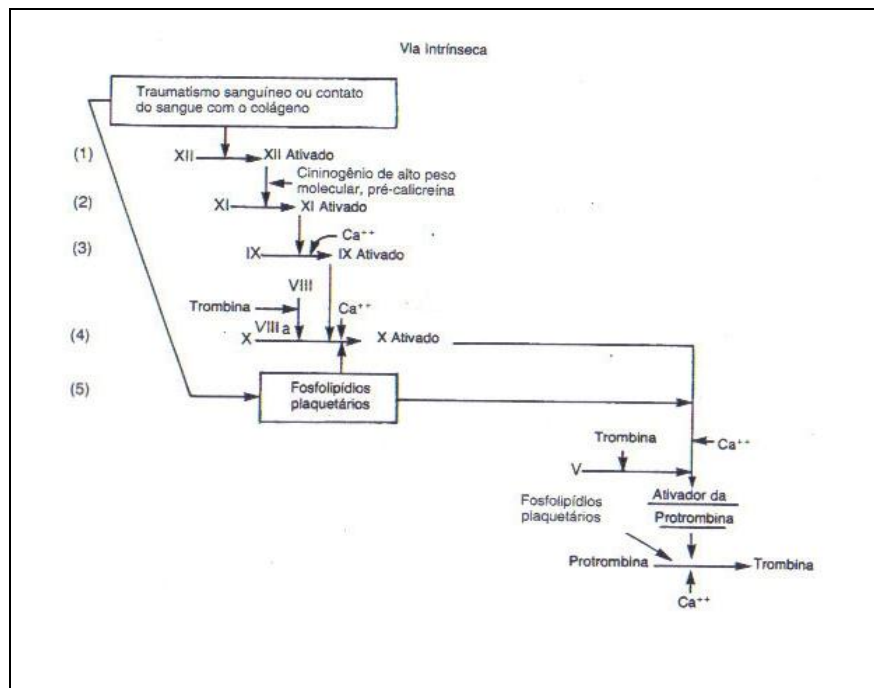 Via intrínseca
Traumatismo sanguíneo ou contato
do sangue com o colágeno
(1) XII XII Ativado
Cininogênio de alto peso
molecular, pré-calicreína
(2) XI XI Ativado
Ca++
(3) IX IX Ativado
VIII
Trombina Ca++
VIII a
(4) X X Ativado
(5) Fosfolipídios
plaquetários
Trombina
Ca++
V
Fosfolipídios
plaquetários
Ativador da
Protrombina
Protrombina Trombina
Ca++